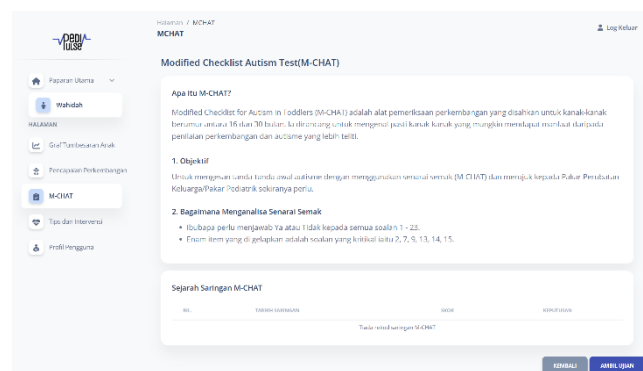 Halaman / MCHAT
MCHAT
Log Keluar
PEDI
Pulse
Modified Checklist Autism Test(M-CHAT)
Paparan Utama
Wahidah
HALAMAN
Graf Tumbesaran Anak
Pencapaian Perkembangan
M-CHAT
Tips dan Intervensi
Profil Pengguna
Apa Itu M-CHAT?
Modified Checklist for Autism in Toddlers (M-CHAT) adalah alat pemeriksaan perkembangan yang disahkan untuk kanak-kanak
berumur antara 16 dan 30 bulan. Ia dirancang untuk mengenal pasti kanak-kanak yang mungkin mendapat manfaat daripada
penilaian perkembangan dan autisme yang lebih teliti.
1. Objektif
Untuk mengesan tanda-tanda awal autisme dengan menggunakan senarai semak (M-CHAT) dan merujuk kepada Pakar Perubatan
Keluarga/Pakar Pediatrik sekiranya perlu.
2. Bagaimana Menganalisa Senarai Semak
• Ibubapa perlu menjawab Ya atau Tidak kepada semua soalan 1 - 23.
• Enam item yang di gelapkan adalah soalan yang kritikal iaitu 2, 7, 9, 13, 14, 15.
Sejarah Saringan M-CHAT
BIL. TARIKH SARINGAN SKOR KEPUTUSAN
Tiada rekod saringan M-CHAT
KEMBALI
AMBIL UJIAN